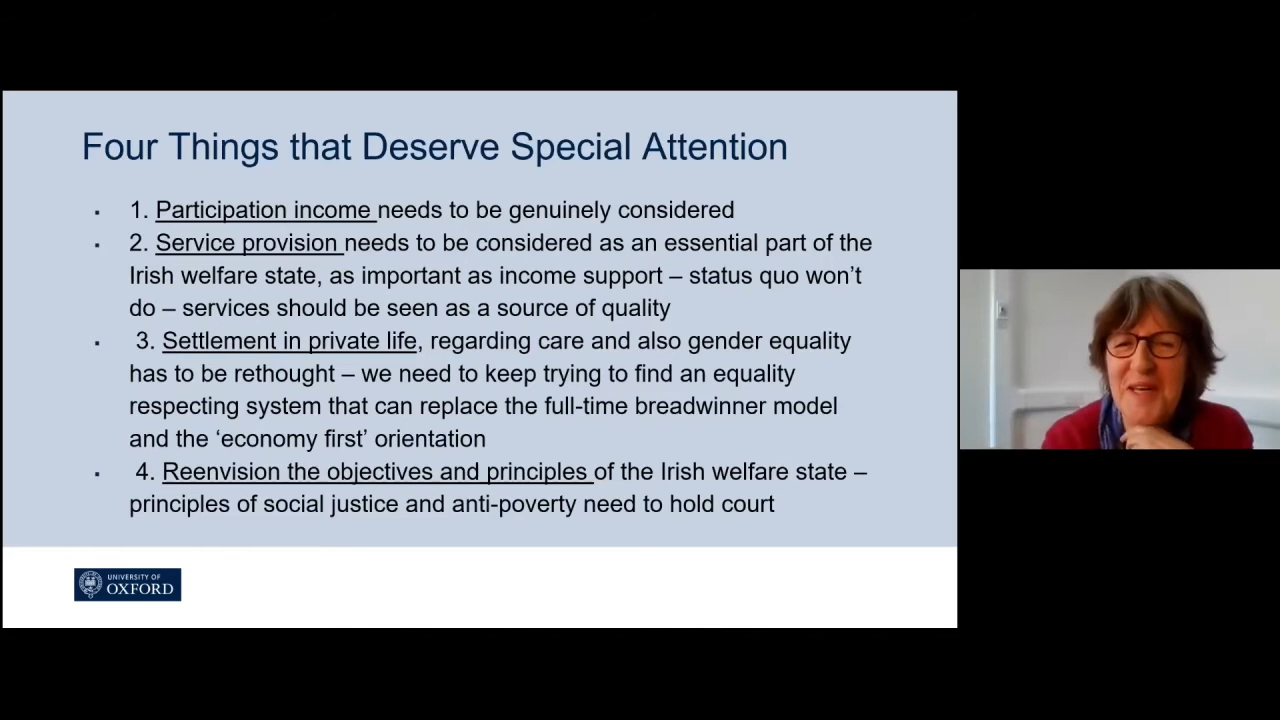 Four Things that Deserve Special Attention
▪ 1. Participation income needs to be genuinely considered
▪ 2. Service provision needs to be considered as an essential part of the
Irish welfare state, as important as income support – status quo won’t
do – services should be seen as a source of quality
▪ 3. Settlement in private life, regarding care and also gender equality
has to be rethought – we need to keep trying to find an equality
respecting system that can replace the full-time breadwinner model
and the ‘economy first’ orientation
▪ 4. Reenvision the objectives and principles of the Irish welfare state –
principles of social justice and anti-poverty need to hold court
UNIVERSITY OF
OXFORD